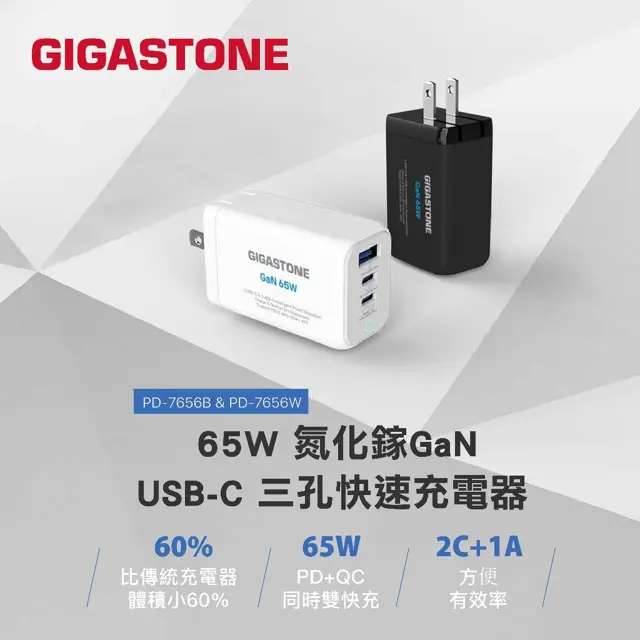 GIGASTONE
GIGASTONE
GaN 65W
GIGASTONE
GaN 65W
PD-7656B & PD-7656W
65W 氮化鎵GaN
USB-C 三孔快速充電器
60%
比傳統充電器
體積小60%
65W
PD+QC
同時雙快充
2C+1A
方便
有效率